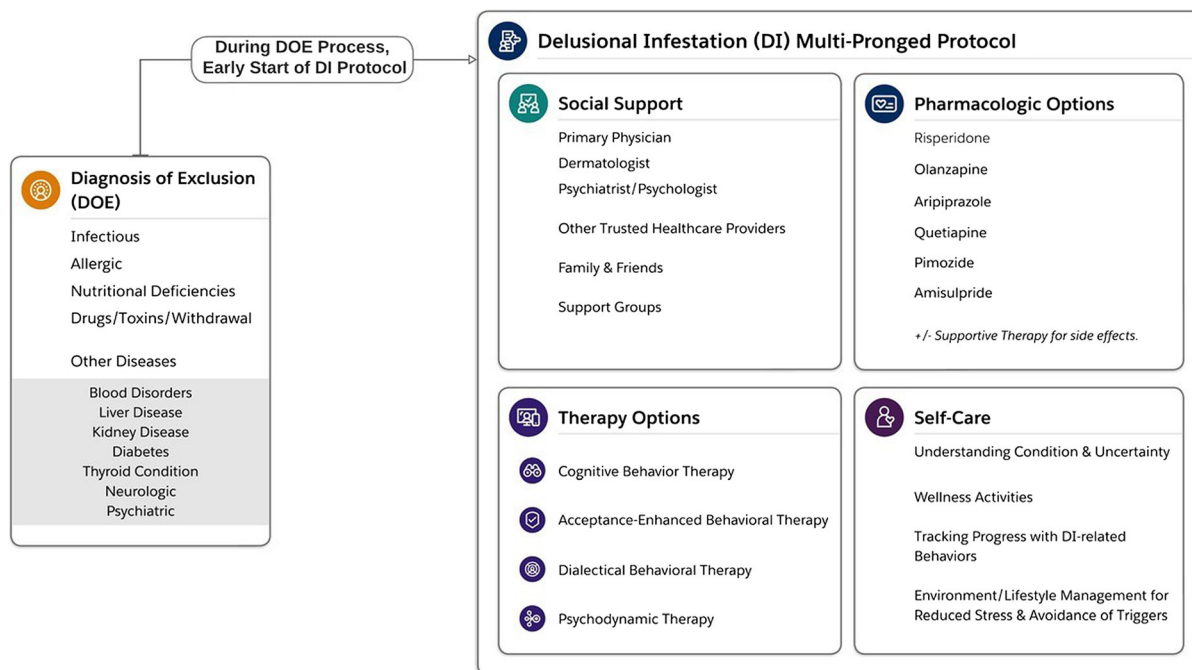 During DOE Process,
Early Start of DI Protocol
Diagnosis of Exclusion
(DOE)
Infectious
Allergic
Nutritional Deficiencies
Drugs/Toxins/Withdrawal
Other Diseases
Blood Disorders
Liver Disease
Kidney Disease
Diabetes
Thyroid Condition
Neurologic
Psychiatric
Delusional Infestation (DI) Multi-Pronged Protocol
Social Support
Primary Physician
Dermatologist
Psychiatrist/Psychologist
Other Trusted Healthcare Providers
Family & Friends
Support Groups
Pharmacologic Options
Risperidone
Olanzapine
Aripiprazole
Quetiapine
Pimozide
Amisulpride
+/- Supportive Therapy for side effects.
Therapy Options
Cognitive Behavior Therapy
Acceptance-Enhanced Behavioral Therapy
Dialectical Behavioral Therapy
Psychodynamic Therapy
Self-Care
Understanding Condition & Uncertainty
Wellness Activities
Tracking Progress with DI-related
Behaviors
Environment/Lifestyle Management for
Reduced Stress & Avoidance of Triggers